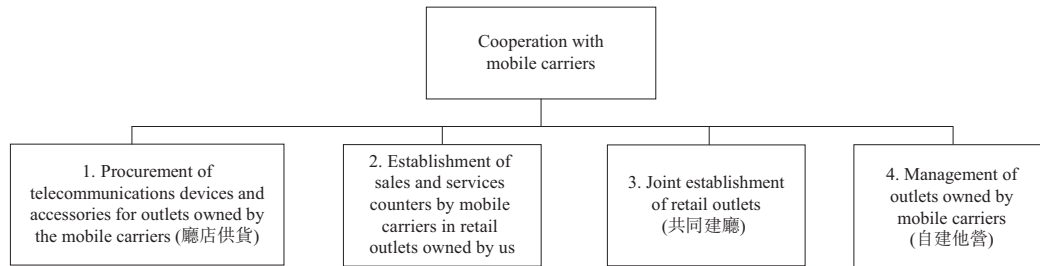 Cooperation with
mobile carriers
1. Procurement of
telecommunications devices and
accessories for outlets owned by
the mobile carriers (廳店供貨)
2. Establishment of
sales and services
counters by mobile
carriers in retail
outlets owned by us
3. Joint establishment
of retail outlets
(共同建廳)
4. Management of
outlets owned by
mobile carriers
(自建他營)